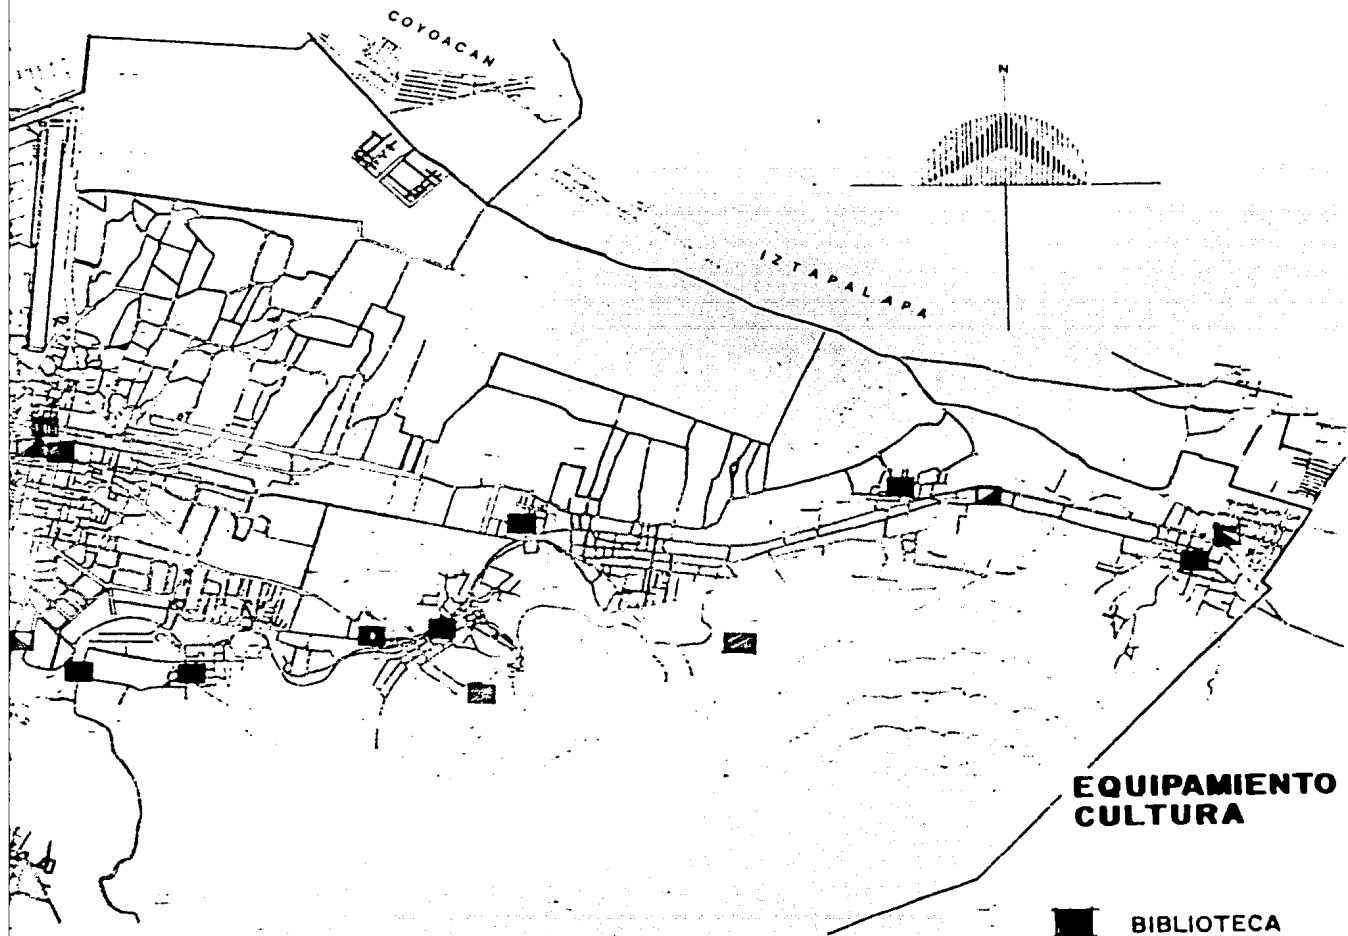 COYOACAN
N
IZTAPALAPA
EQUIPAMIENTO
CULTURA
BIBLIOTECA